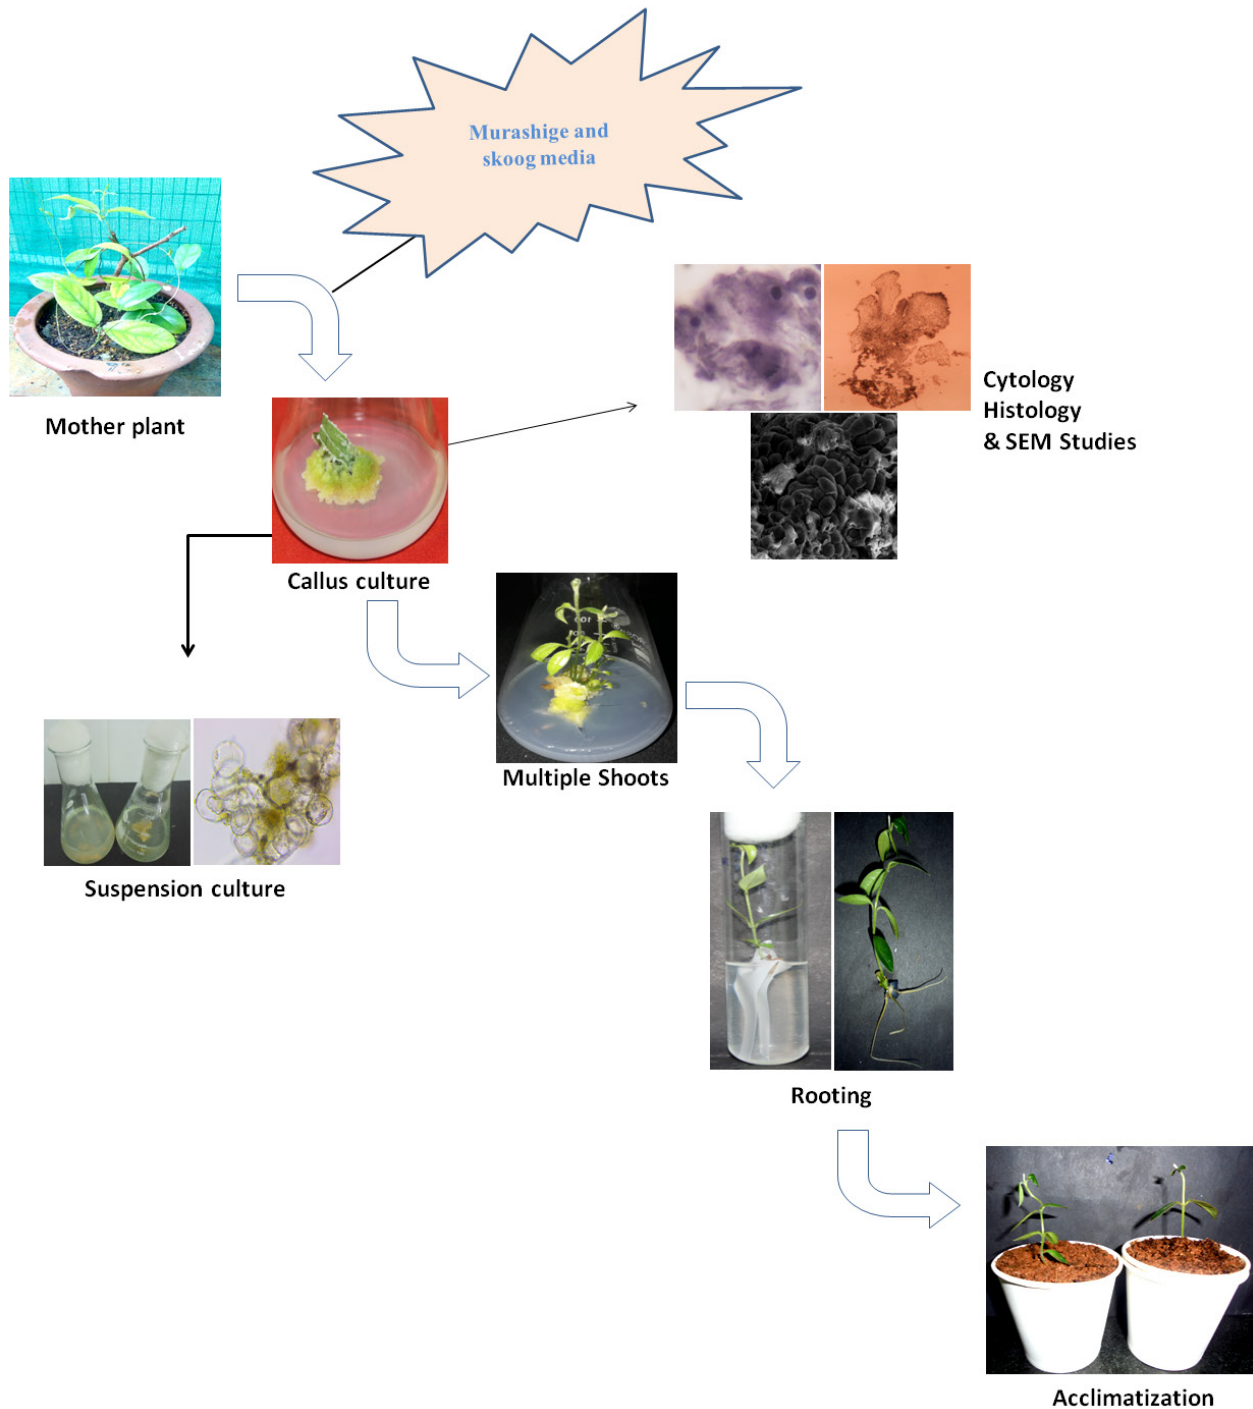 Murashige and
skoog media
Mother plant
Cytology
Histology
& SEM Studies
Callus culture
Multiple Shoots
Suspension culture
Rooting
Acclimatization